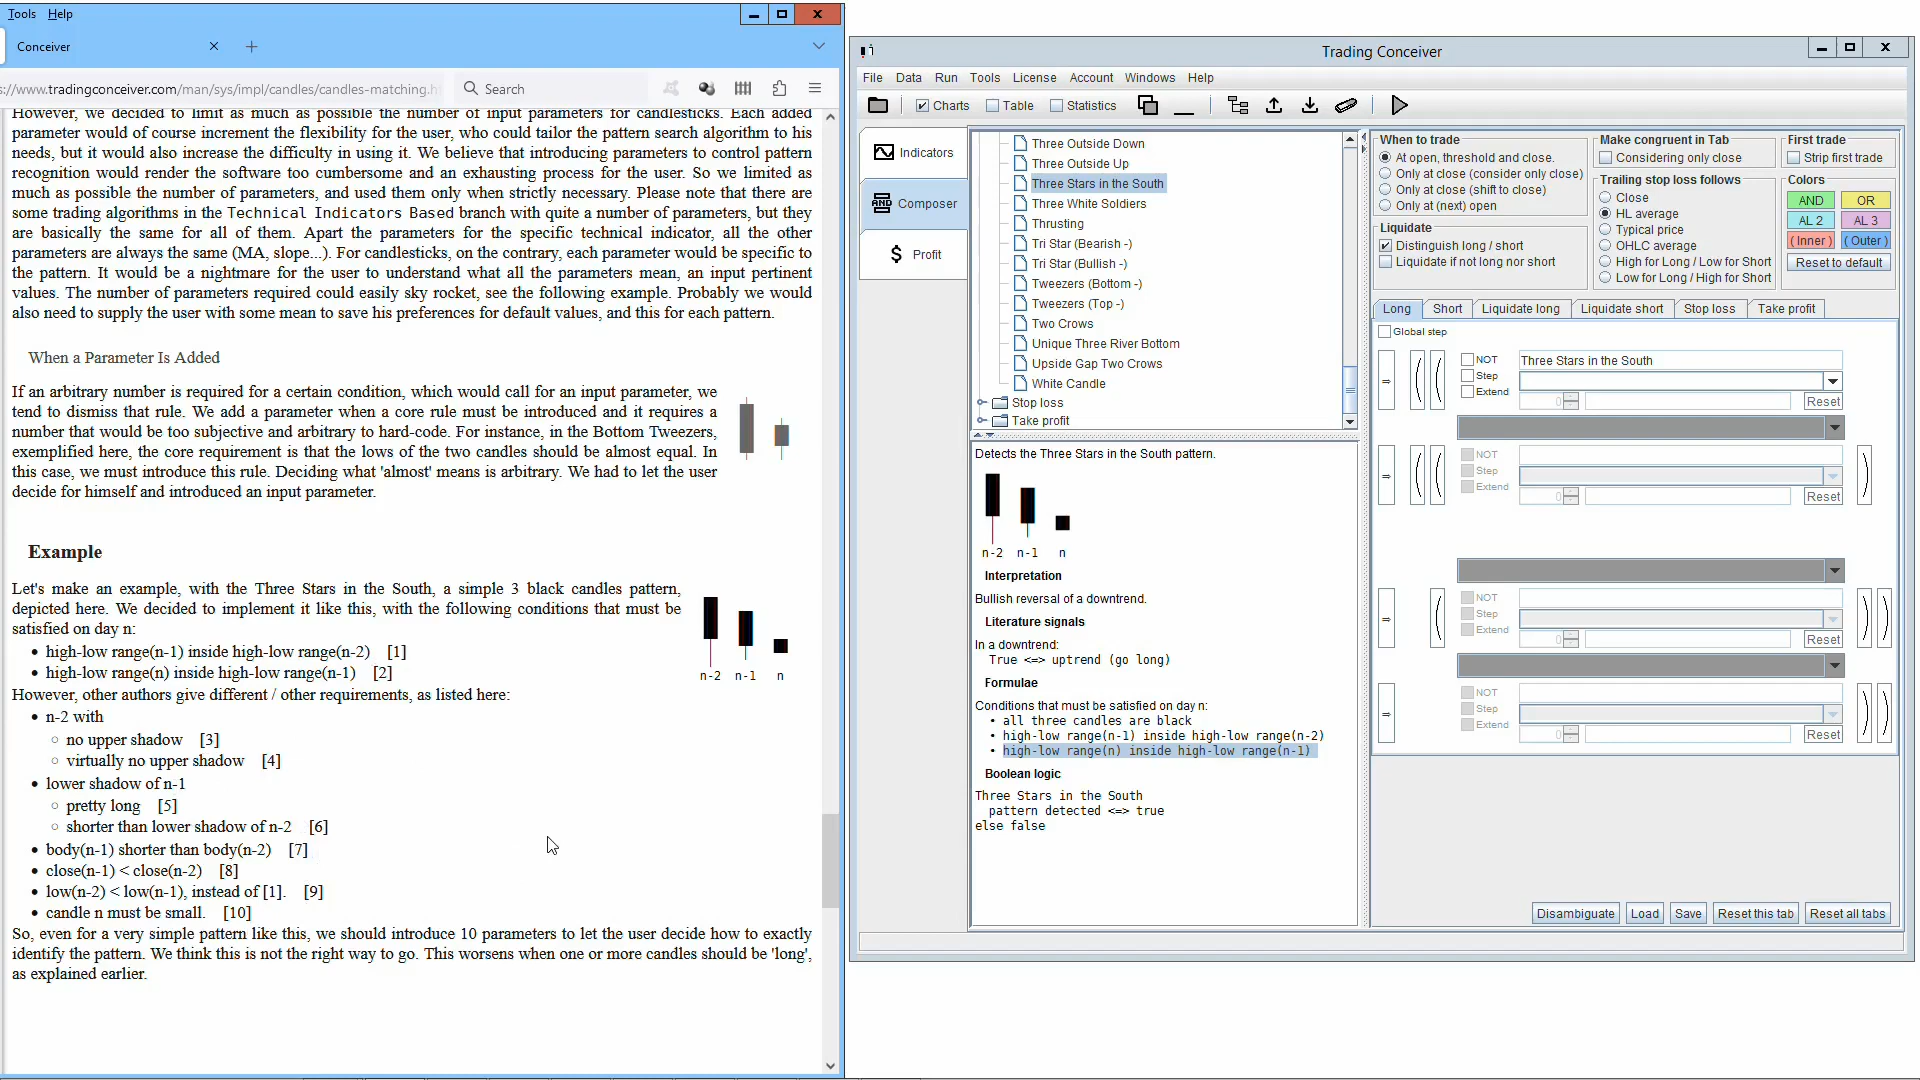 Tools Help
Conceiver
://www.tradingconceiver.com/man/sys/impl/candles/candles-matching.h
Search
However, we decided to limit as much as possible the number of input parameters for candlesticks. Each added
parameter would of course increment the flexibility for the user, who could tailor the pattern search algorithm to his
needs, but it would also increase the difficulty in using it. We believe that introducing parameters to control pattern
recognition would render the software too cumbersome and an exhausting process for the user. So we limited as
much as possible the number of parameters, and used them only when strictly necessary. Please note that there are
some trading algorithms in the Technical Indicators Based branch with quite a number of parameters, but they
are basically the same for all of them. Apart the parameters for the specific technical indicator, all the other
parameters are always the same (MA, slope...). For candlesticks, on the contrary, each parameter would be specific to
the pattern. It would be a nightmare for the user to understand what all the parameters mean, an input pertinent
values. The number of parameters required could easily sky rocket, see the following example. Probably we would
also need to supply the user with some mean to save his preferences for default values, and this for each pattern.
When a Parameter Is Added
If an arbitrary number is required for a certain condition, which would call for an input parameter, we
tend to dismiss that rule. We add a parameter when a core rule must be introduced and it requires a
number that would be too subjective and arbitrary to hard-code. For instance, in the Bottom Tweezers,
exemplified here, the core requirement is that the lows of the two candles should be almost equal. In
this case, we must introduce this rule. Deciding what 'almost' means is arbitrary. We had to let the user
decide for himself and introduced an input parameter.
Example
Let's make an example, with the Three Stars in the South, a simple 3 black candles pattern,
depicted here. We decided to implement it like this, with the following conditions that must be
satisfied on day n:
• high-low range(n-1) inside high-low range(n-2) [1]
• high-low range(n) inside high-low range(n-1) [2]
n-2 n-1 n
However, other authors give different / other requirements, as listed here:
• n-2 with
◦ no upper shadow [3]
◦ virtually no upper shadow [4]
• lower shadow of n-1
◦ pretty long [5]
◦ shorter than lower shadow of n-2 [6]
• body(n-1) shorter than body(n-2) [7]
• close(n-1) < close(n-2) [8]
• low(n-2) < low(n-1), instead of [1]. [9]
• candle n must be small. [10]
So, even for a very simple pattern like this, we should introduce 10 parameters to let the user decide how to exactly
identify the pattern. We think this is not the right way to go. This worsens when one or more candles should be 'long',
as explained earlier.
Trading Conceiver
File Data Run Tools License Account Windows Help
Charts Table Statistics
Indicators
Composer
Profit
Three Outside Down
Three Outside Up
Three Stars in the South
Three White Soldiers
Thrusting
Tri Star (Bearish -)
Tri Star (Bullish -)
Tweezers (Bottom -)
Tweezers (Top -)
Two Crows
Unique Three River Bottom
Upside Gap Two Crows
White Candle
Stop loss
Take profit
Detects the Three Stars in the South pattern.
n-2 n-1 n
Interpretation
Bullish reversal of a downtrend.
Literature signals
In a downtrend:
True <=> uptrend (go long)
Formulae
Conditions that must be satisfied on day n:
• all three candles are black
• high-low range(n-1) inside high-low range(n-2)
• high-low range(n) inside high-low range(n-1)
Boolean logic
Three Stars in the South
pattern detected <=> true
else false
When to trade
At open, threshold and close.
Only at close (consider only close)
Only at close (shift to close)
Only at (next) open
Liquidate
Distinguish long / short
Liquidate if not long nor short
Make congruent in Tab
Considering only close
Trailing stop loss follows
Close
HL average
Typical price
OHLC average
High for Long / Low for Short
Low for Long / High for Short
First trade
Strip first trade
Colors
AND OR
AL 2 AL 3
( Inner ) ( Outer )
Reset to default
Long Short Liquidate long Liquidate short Stop loss Take profit
Global step
⇒ ( ( NOT Three Stars in the South
Step
Extend 0 Reset
⇒ ( ( NOT )
Step
Extend 0 Reset
⇒ ( NOT ) )
Step
Extend 0 Reset
⇒ NOT ) )
Step
Extend 0 Reset
Disambiguate Load Save Reset this tab Reset all tabs